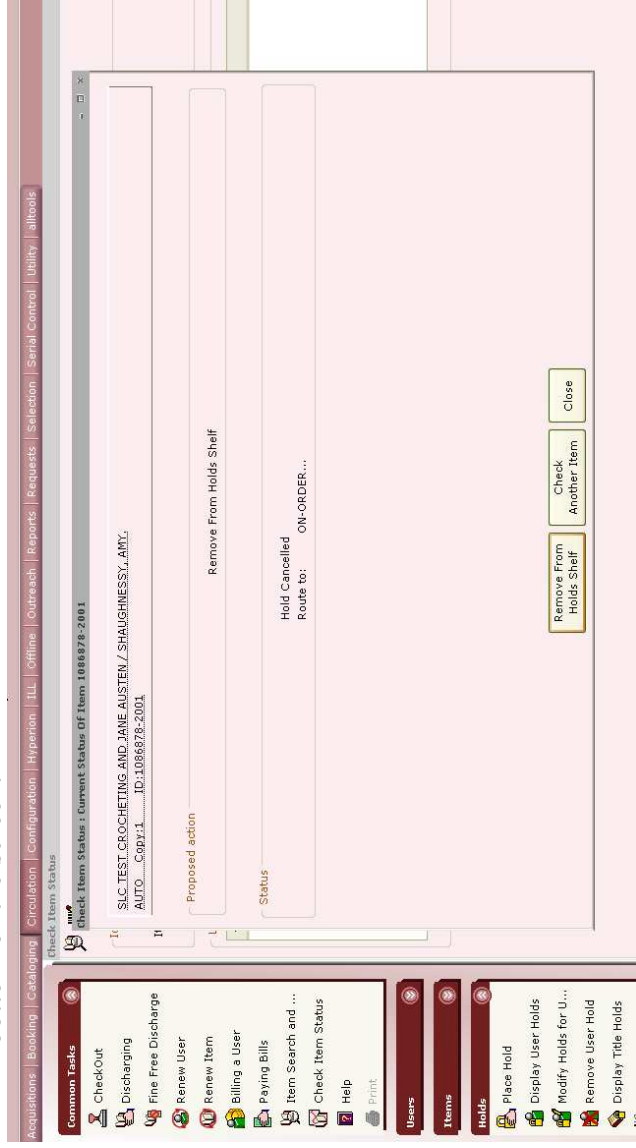 Acquisitions Booking Cataloging Circulation Configuration Hyperion ILL Offline Outreach Reports Requests Selection Serial Control Utility alltools
Common Tasks
CheckOut
Discharging
Fine Free Discharge
Renew User
Renew Item
Billing a User
Paying Bills
Item Search and ...
Check Item Status
Help
Print
Users
Items
Holds
Place Hold
Display User Holds
Modify Holds for U...
Remove User Hold
Display Title Holds
Check Item Status
Check Item Status : Current Status Of Item 1086878-2001
SLC TEST CROCHETING AND JANE AUSTEN / SHAUGHNESSY, AMY.
AUTO Copy:1 ID:1086878-2001
Proposed action
Remove From Holds Shelf
Status
Hold Cancelled
Route to: ON-ORDER...
Remove From
Holds Shelf
Check
Another Item
Close